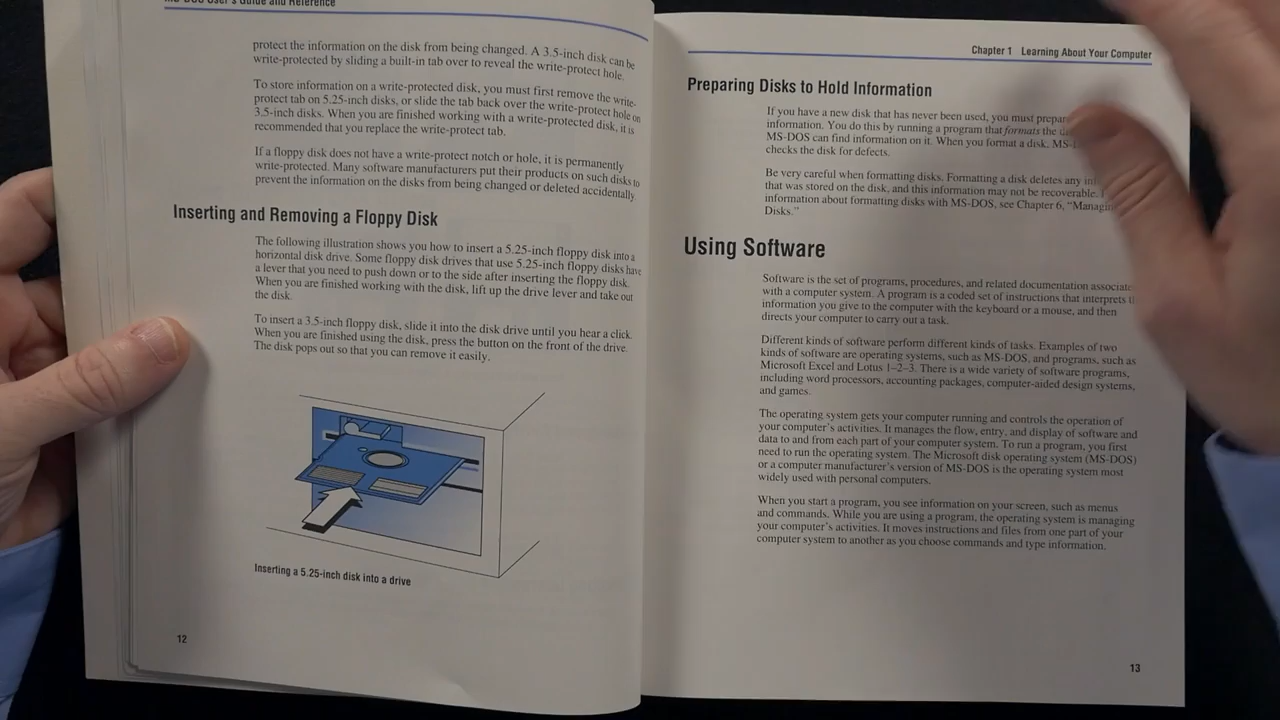 MS-DOS User's Guide and Reference
protect the information on the disk from being changed. A 3.5-inch disk can be
write-protected by sliding a built-in tab over to reveal the write-protect hole.
To store information on a write-protected disk, you must first remove the write-
protect tab on 5.25-inch disks, or slide the tab back over the write-protect hole on
3.5-inch disks. When you are finished working with a write-protected disk, it is
recommended that you replace the write-protect tab.
If a floppy disk does not have a write-protect notch or hole, it is permanently
write-protected. Many software manufacturers put their products on such disks to
prevent the information on the disks from being changed or deleted accidentally.
Inserting and Removing a Floppy Disk
The following illustration shows you how to insert a 5.25-inch floppy disk into a
horizontal disk drive. Some floppy disk drives that use 5.25-inch floppy disks have
a lever that you need to push down or to the side after inserting the floppy disk.
When you are finished working with the disk, lift up the drive lever and take out
the disk.
To insert a 3.5-inch floppy disk, slide it into the disk drive until you hear a click.
When you are finished using the disk, press the button on the front of the drive.
The disk pops out so that you can remove it easily.
Inserting a 5.25-inch disk into a drive
12
Chapter 1 Learning About Your Computer
Preparing Disks to Hold Information
If you have a new disk that has never been used, you must
information. You do this by running a program that formats the
MS-DOS can find information on it. When you format a disk,
checks the disk for defects.
Be very careful when formatting disks. Formatting a disk deletes any
that was stored on the disk, and this information may not be recoverable.
information about formatting disks with MS-DOS, see Chapter 6,
Disks."
Using Software
Software is the set of programs, procedures, and related documentation
with a computer system. A program is a coded set of instructions that interprets
information you give to the computer with the keyboard or a mouse, and then
directs your computer to carry out a task.
Different kinds of software perform different kinds of tasks. Examples of two
kinds of software are operating systems, such as MS-DOS, and programs, such as
Microsoft Excel and Lotus 1–2–3. There is a wide variety of software programs,
including word processors, accounting packages, computer-aided design systems,
and games.
The operating system gets your computer running and controls the operation of
your computer's activities. It manages the flow, entry, and display of software and
data to and from each part of your computer system. To run a program, you first
need to run the operating system. The Microsoft disk operating system (MS-DOS)
or a computer manufacturer's version of MS-DOS is the operating system most
widely used with personal computers.
When you start a program, you see information on your screen, such as menus
and commands. While you are using a program, the operating system is managing
your computer's activities. It moves instructions and files from one part of your
computer system to another as you choose commands and type information.
13